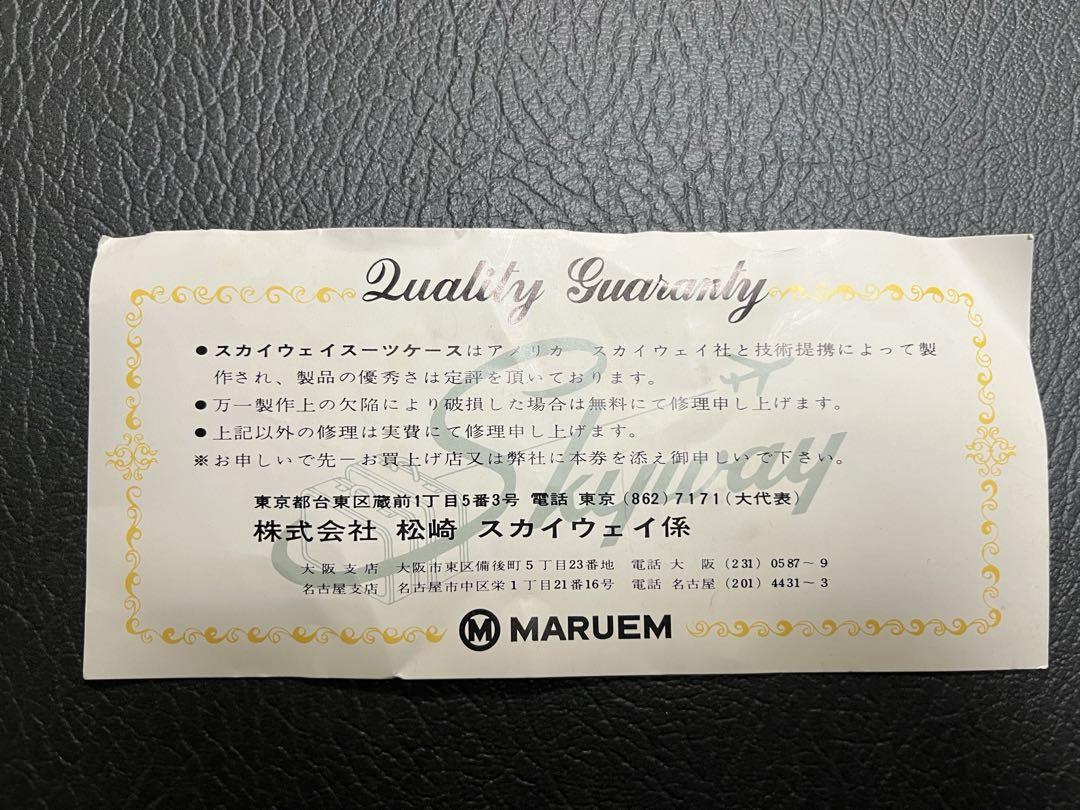 Quality Guaranty
●スカイウェイスーツケースはアメリカ スカイウェイ社と技術提携によって製
作され、製品の優秀さは定評を頂いております。
●万一製作上の欠陥により破損した場合は無料にて修理申し上げます。
●上記以外の修理は実費にて修理申し上げます。
※お申しいで先－お買上げ店又は弊社に本券を添え御申しいで下さい。
Skyway
東京都台東区蔵前1丁目5番3号 電話 東京(862)7171(大代表)
株式会社 松崎 スカイウェイ係
大阪支店 大阪市東区備後町5丁目23番地 電話 大阪(231)0587～9
名古屋支店 名古屋市中区栄1丁目21番16号 電話 名古屋(201)4431～3
M MARUEM